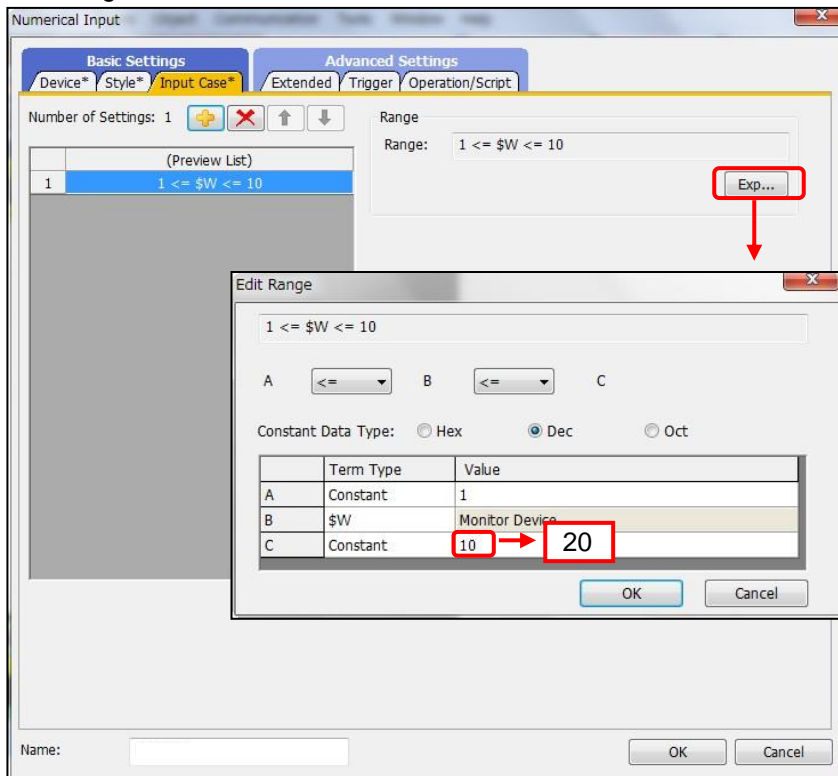 Numerical Input
Basic Settings
Advanced Settings
Device* Style* Input Case*
Extended Trigger Operation/Script
Number of Settings: 1
Range
Range: 1 <= $W <= 10
(Preview List)
1 1 <= $W <= 10
Exp...
Edit Range
1 <= $W <= 10
A <= B <= C
Constant Data Type: Hex Dec Oct
Term Type Value
A Constant 1
B $W Monitor Device
C Constant 10 20
OK Cancel
Name:
OK Cancel